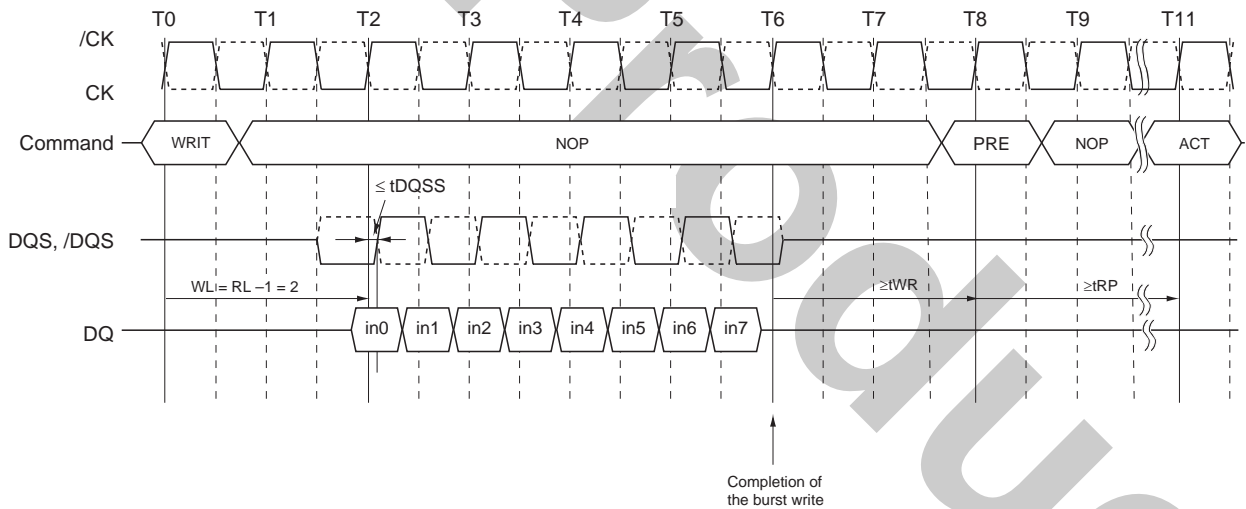 T0 T1 T2 T3 T4 T5 T6 T7 T8 T9 T11
/CK
CK
Command WRIT NOP PRE NOP ACT
≤ tDQSS
DQS, /DQS
WL = RL –1 = 2 ≥tWR ≥tRP
DQ in0 in1 in2 in3 in4 in5 in6 in7
Completion of
the burst write